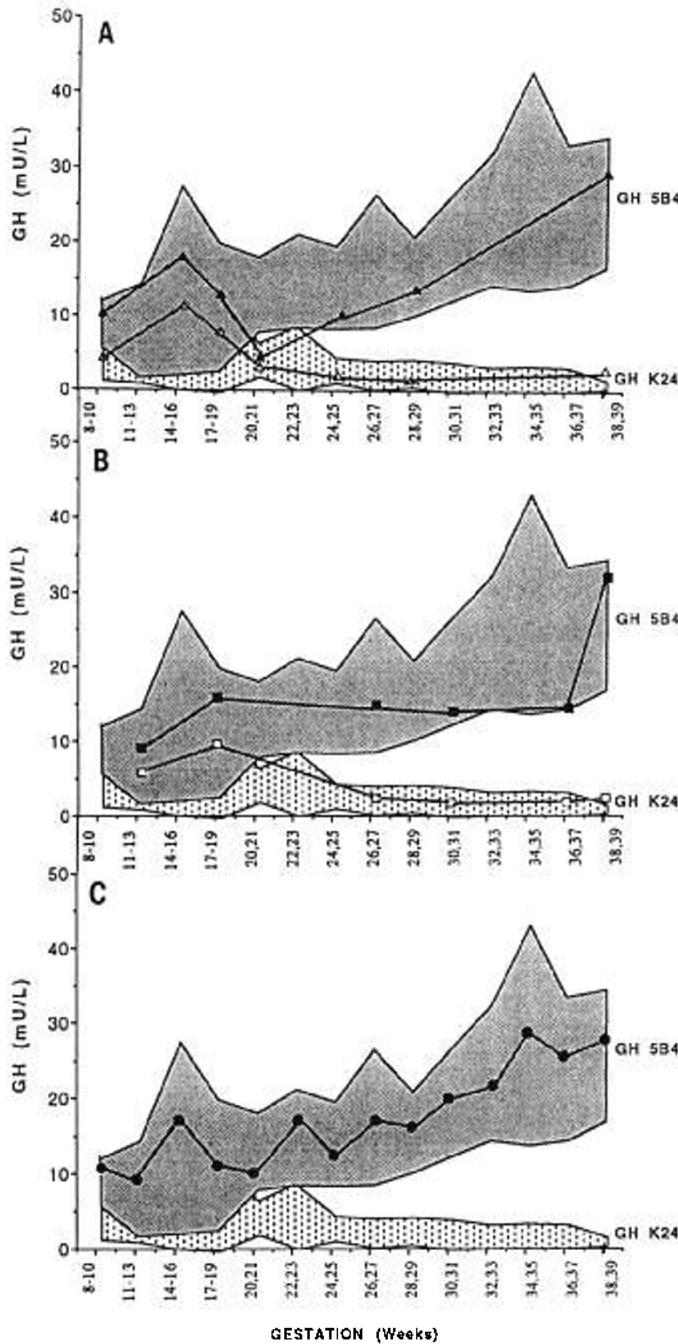 A
50
40
30
20
10
0
GH (mU/L)
GH 5B4
GH K24
8-10 11-13 14-16 17-19 20,21 22,23 24,25 26,27 28,29 30,31 32,33 34,35 36,37 38,39
B
50
40
30
20
10
0
GH (mU/L)
GH 5B4
GH K24
8-10 11-13 14-16 17-19 20,21 22,23 24,25 26,27 28,29 30,31 32,33 34,35 36,37 38,39
C
50
40
30
20
10
0
GH (mU/L)
GH 5B4
GH K24
8-10 11-13 14-16 17-19 20,21 22,23 24,25 26,27 28,29 30,31 32,33 34,35 36,37 38,39
GESTATION (Weeks)